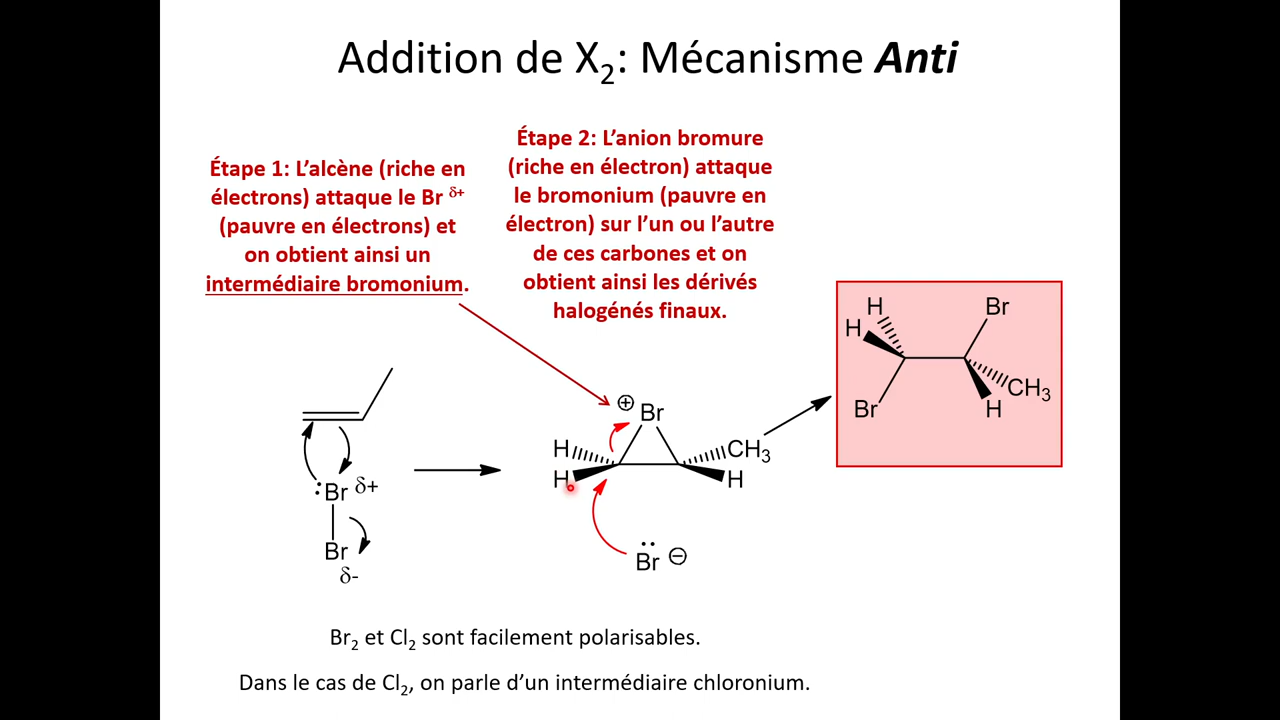 Addition de X₂: Mécanisme Anti
Étape 1: L’alcène (riche en
électrons) attaque le Br δ+
(pauvre en électrons) et
on obtient ainsi un
intermédiaire bromonium.
Étape 2: L’anion bromure
(riche en électron) attaque
le bromonium (pauvre en
électron) sur l’un ou l’autre
de ces carbones et on
obtient ainsi les dérivés
halogénés finaux.
:Br δ+
Br
δ-
⊕ Br
H
H
CH₃
H
Br ⊖
H
H
Br
Br
CH₃
H
Br₂ et Cl₂ sont facilement polarisables.
Dans le cas de Cl₂, on parle d’un intermédiaire chloronium.